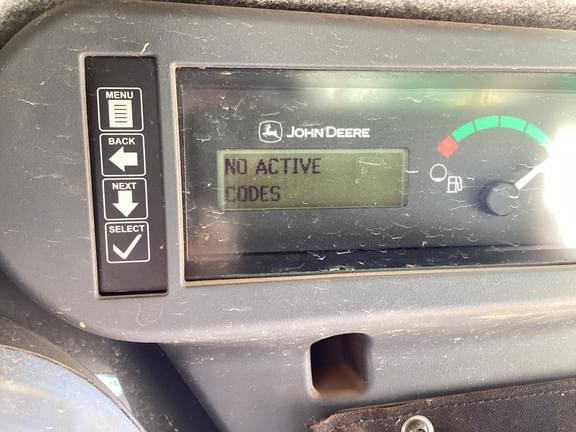 MENU
BACK
NEXT
SELECT
JOHN DEERE
NO ACTIVE
CODES